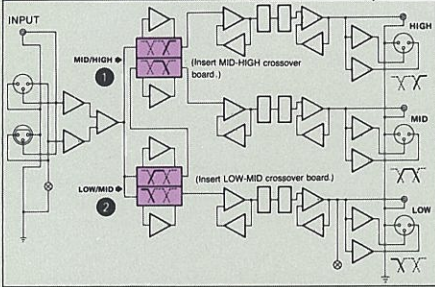 INPUT
HIGH
MID/HIGH
1
(Insert MID-HIGH crossover
board.)
MID
LOW/MID
2
(Insert LOW-MID crossover board.)
LOW